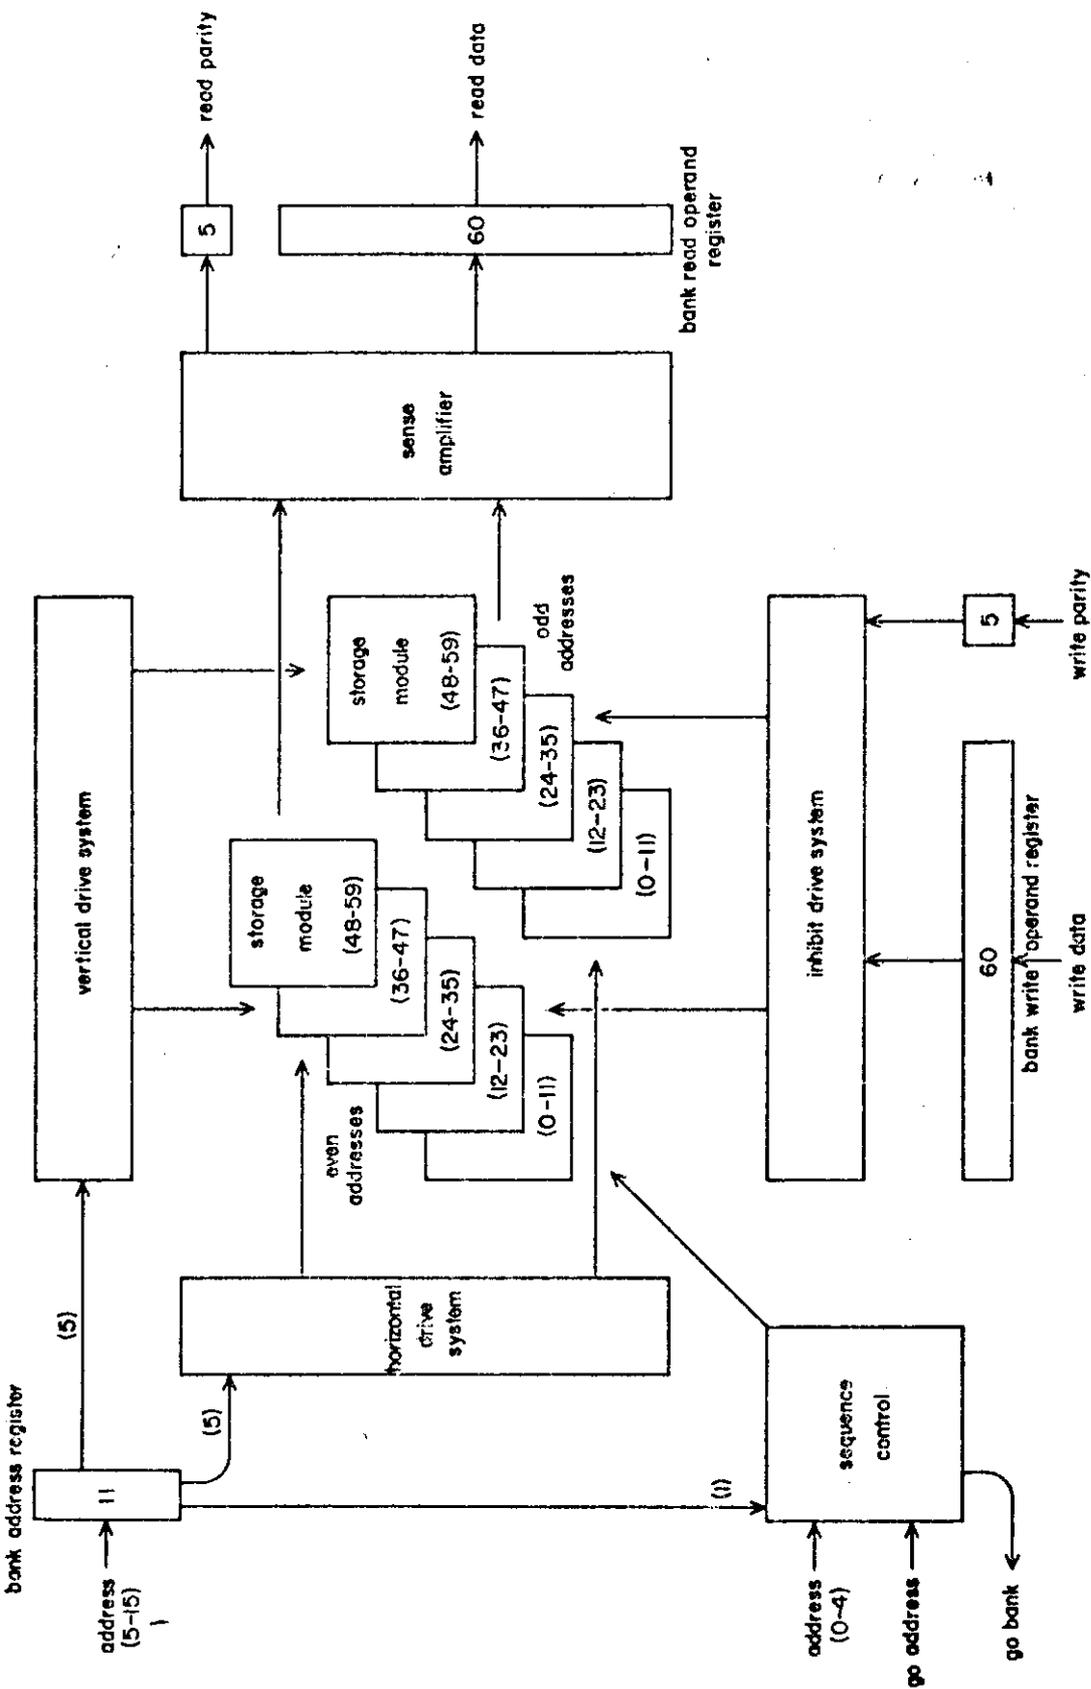 bank address register
address
(5-15)
11
(5)
(5)
(1)
vertical drive system
horizontal
drive
system
even
addresses
storage
module
(48-59)
(36-47)
(24-35)
(12-23)
(0-11)
storage
module
(48-59)
(36-47)
(24-35)
(12-23)
(0-11)
odd
addresses
sense
amplifier
5
read parity
60
read data
bank read operand
register
address
(0-4)
go address
go bank
sequence
control
inhibit drive system
60
bank write operand register
write data
5
write parity